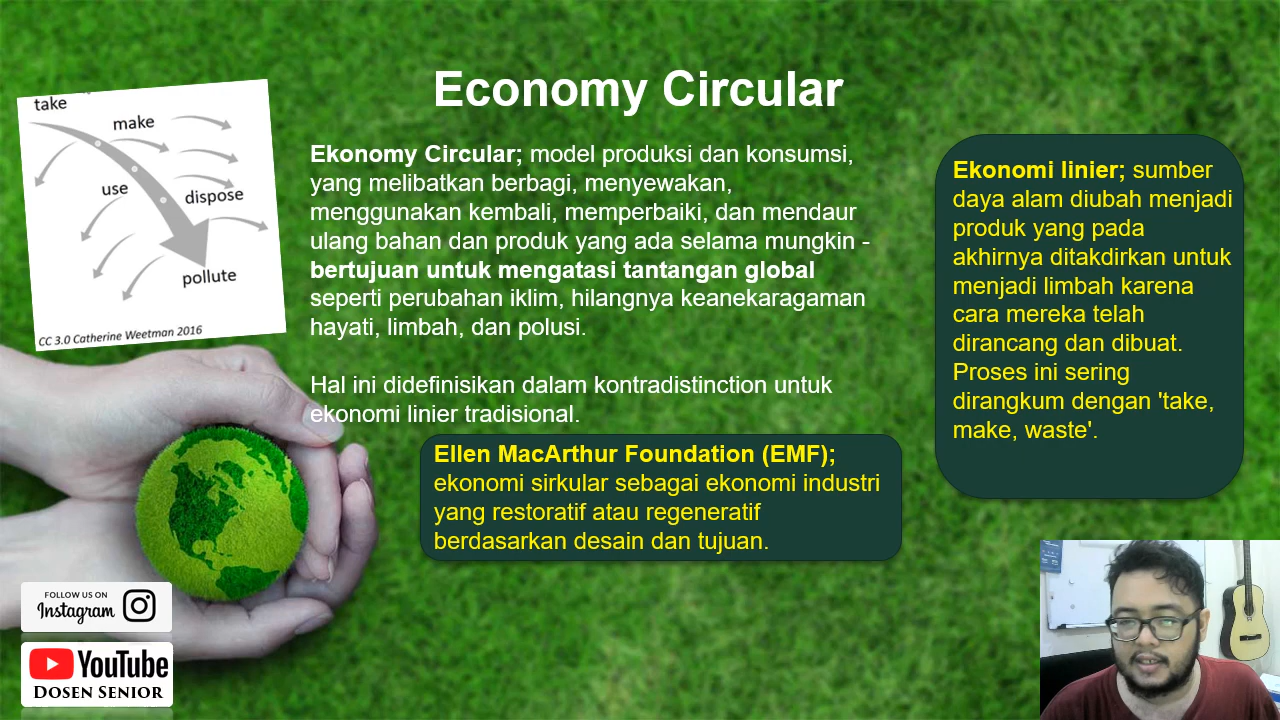 Economy Circular
take
make
use
dispose
pollute
CC 3.0 Catherine Weetman 2016
Ekonomy Circular; model produksi dan konsumsi,
yang melibatkan berbagi, menyewakan,
menggunakan kembali, memperbaiki, dan mendaur
ulang bahan dan produk yang ada selama mungkin -
bertujuan untuk mengatasi tantangan global
seperti perubahan iklim, hilangnya keanekaragaman
hayati, limbah, dan polusi.
Hal ini didefinisikan dalam kontradistinction untuk
ekonomi linier tradisional.
Ellen MacArthur Foundation (EMF);
ekonomi sirkular sebagai ekonomi industri
yang restoratif atau regeneratif
berdasarkan desain dan tujuan.
Ekonomi linier; sumber
daya alam diubah menjadi
produk yang pada
akhirnya ditakdirkan untuk
menjadi limbah karena
cara mereka telah
dirancang dan dibuat.
Proses ini sering
dirangkum dengan 'take,
make, waste'.
FOLLOW US ON
Instagram
YouTube
DOSEN SENIOR